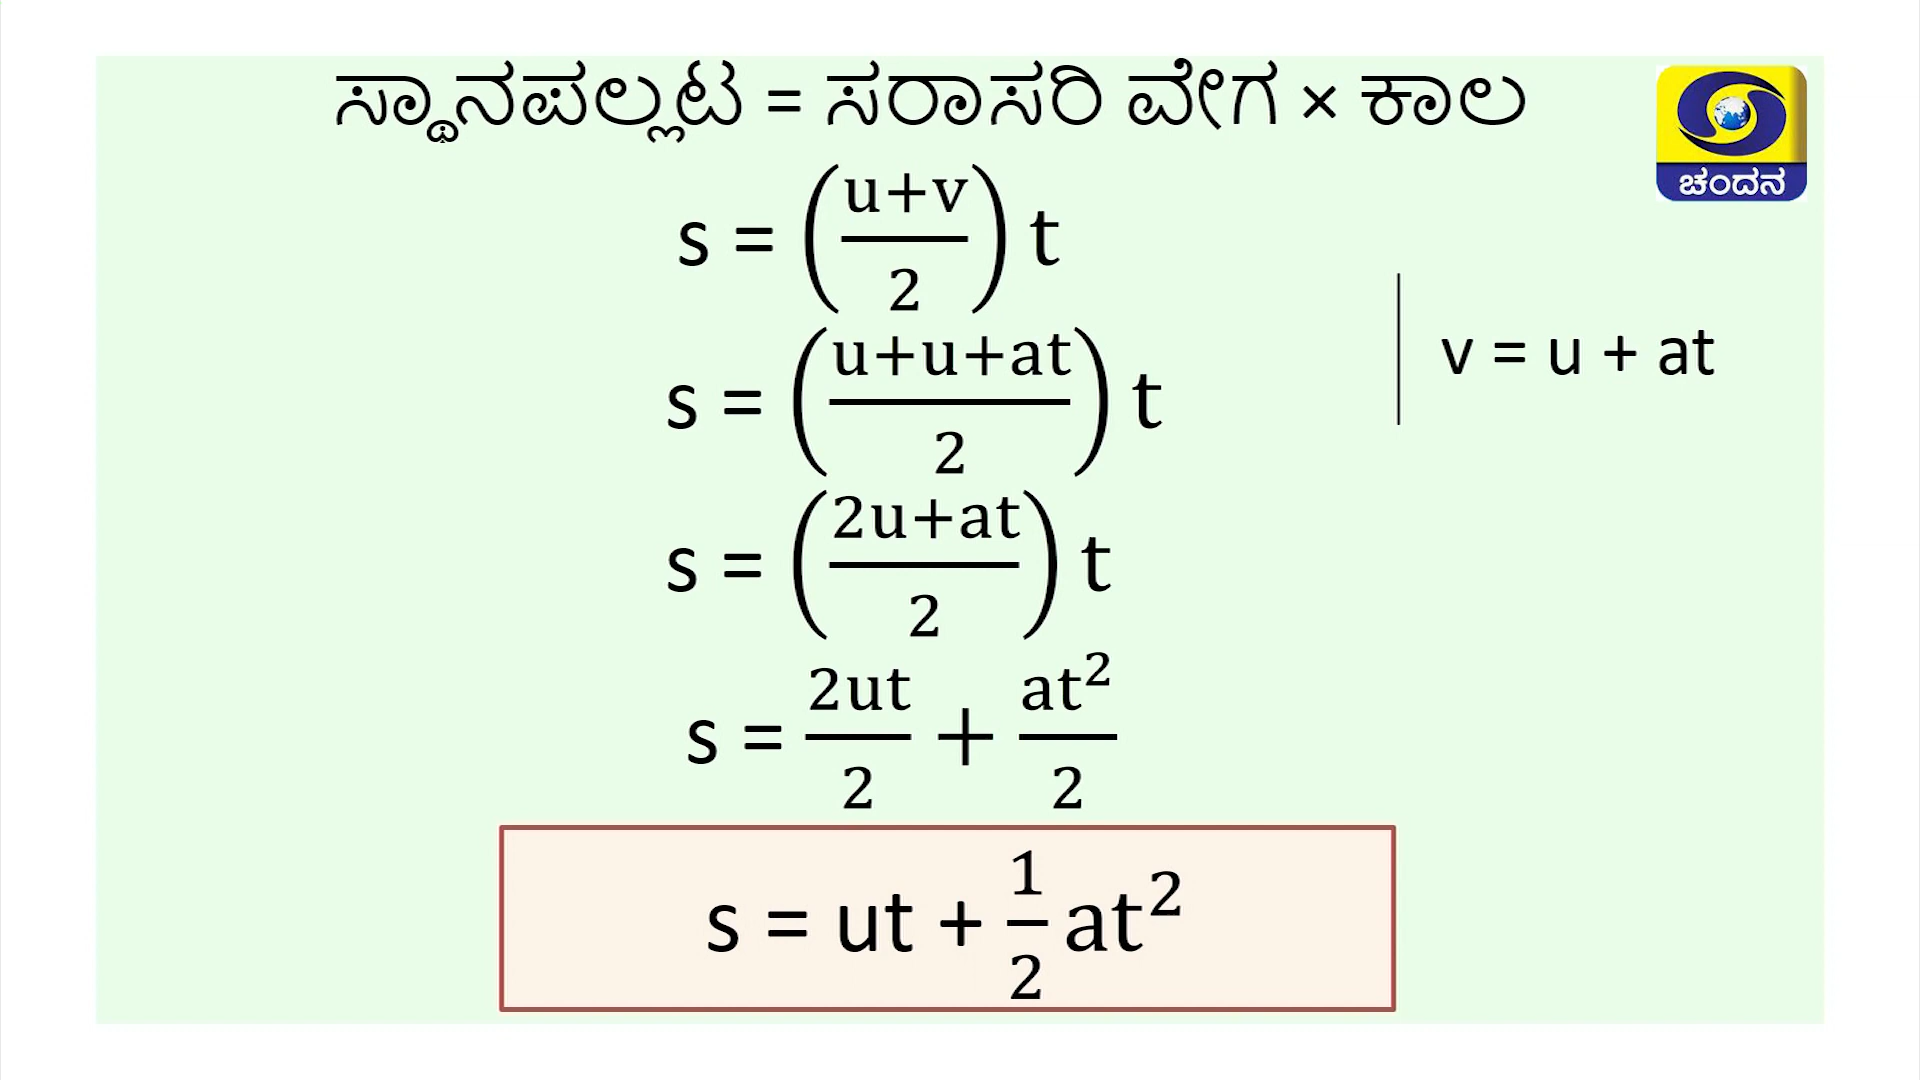 ಸ್ಥಾನಪಲ್ಲಟ = ಸರಾಸರಿ ವೇಗ × ಕಾಲ
ಚಂದನ
s = (u+v/2) t
v = u + at
s = (u+u+at/2) t
s = (2u+at/2) t
s = 2ut/2 + at²/2
s = ut + 1/2 at²